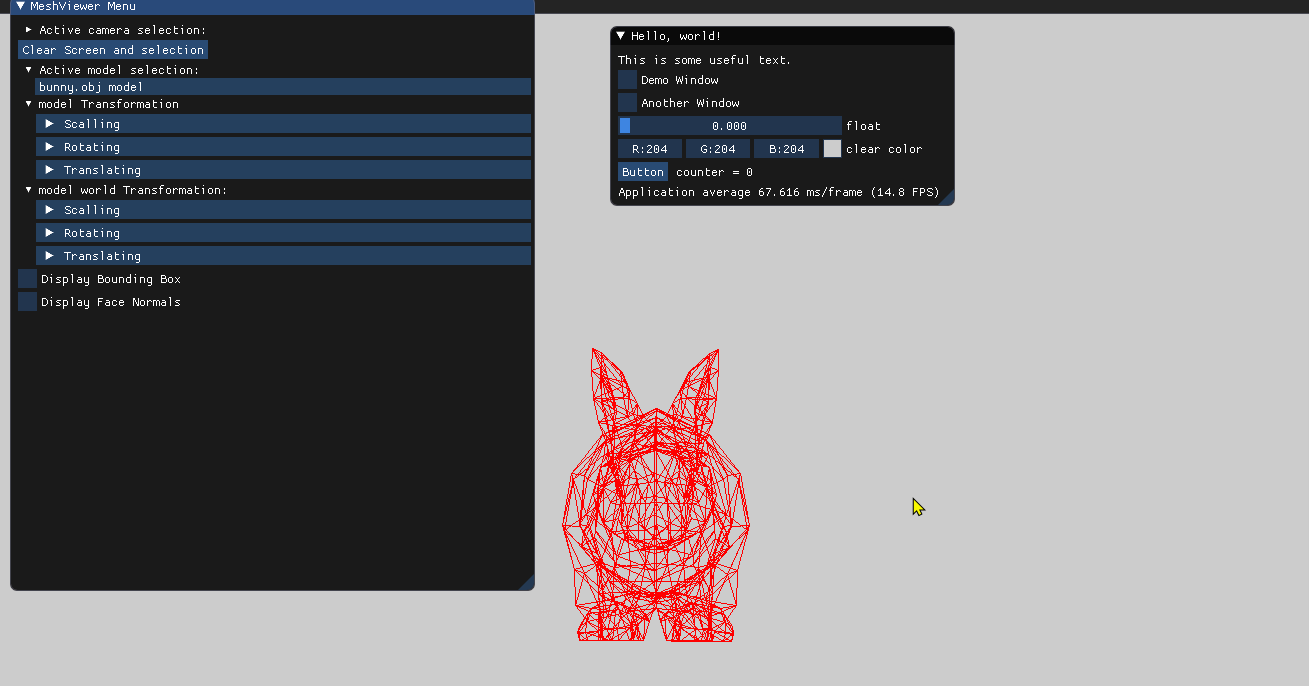 MeshViewer Menu
Active camera selection:
Clear Screen and selection
Active model selection:
bunny.obj model
model Transformation
Scalling
Rotating
Translating
model world Transformation:
Scalling
Rotating
Translating
Display Bounding Box
Display Face Normals
Hello, world!
This is some useful text.
Demo Window
Another Window
0.000 float
R:204 G:204 B:204 clear color
Button counter = 0
Application average 67.616 ms/frame (14.8 FPS)